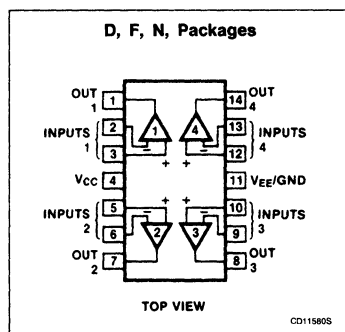 D, F, N, Packages
OUT 1
1
14
OUT 4
INPUTS 1
2
3
1
4
13
12
INPUTS 4
− + + −
VCC
4
11
VEE/GND
INPUTS 2
5
6
+ + − −
10
9
INPUTS 3
OUT 2
7
2
3
8
OUT 3
TOP VIEW
CD11580S